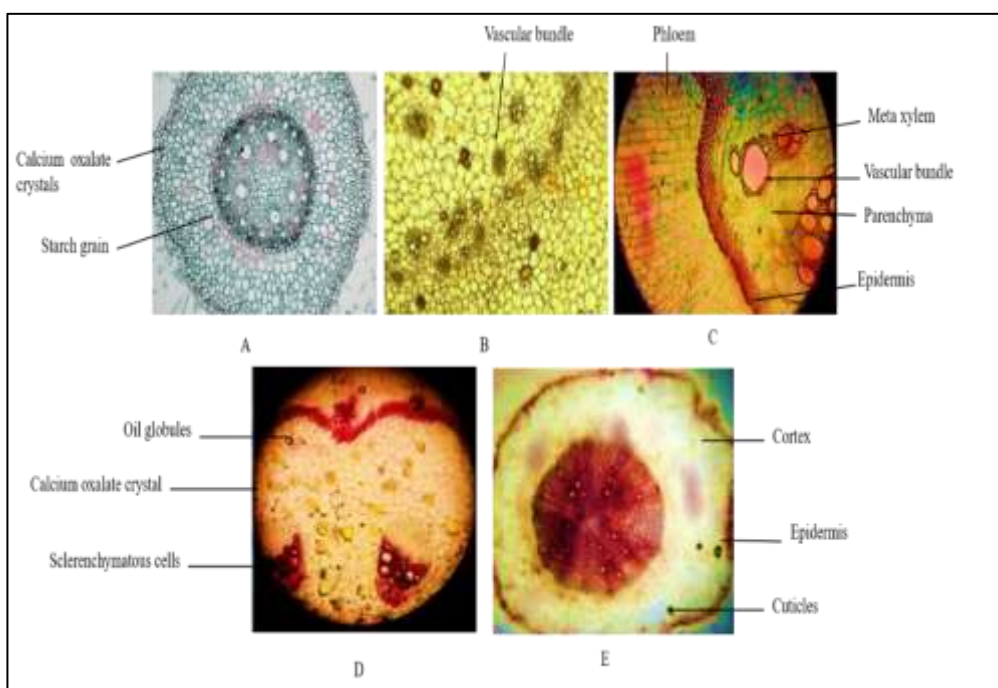 Vascular bundle
Phloem
Meta xylem
Calcium oxalate
crystals
Vascular bundle
Starch grain
Parenchyma
Epidermis
A
B
C
Oil globules
Cortex
Calcium oxalate crystal
Epidermis
Sclerenchymatous cells
Cuticles
D
E